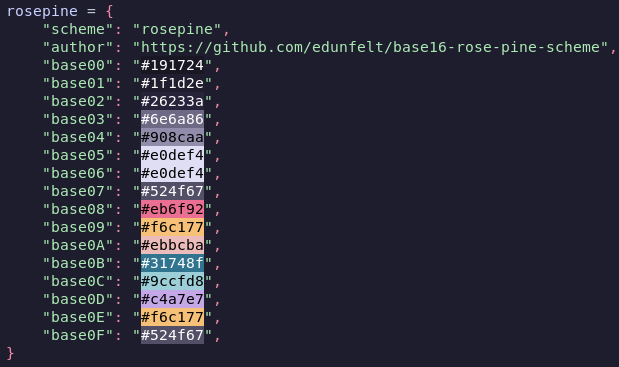 rosepine = {
    "scheme": "rosepine",
    "author": "https://github.com/edunfelt/base16-rose-pine-scheme",
    "base00": "#191724",
    "base01": "#1f1d2e",
    "base02": "#26233a",
    "base03": "#6e6a86",
    "base04": "#908caa",
    "base05": "#e0def4",
    "base06": "#e0def4",
    "base07": "#524f67",
    "base08": "#eb6f92",
    "base09": "#f6c177",
    "base0A": "#ebbcba",
    "base0B": "#31748f",
    "base0C": "#9ccfd8",
    "base0D": "#c4a7e7",
    "base0E": "#f6c177",
    "base0F": "#524f67",
}